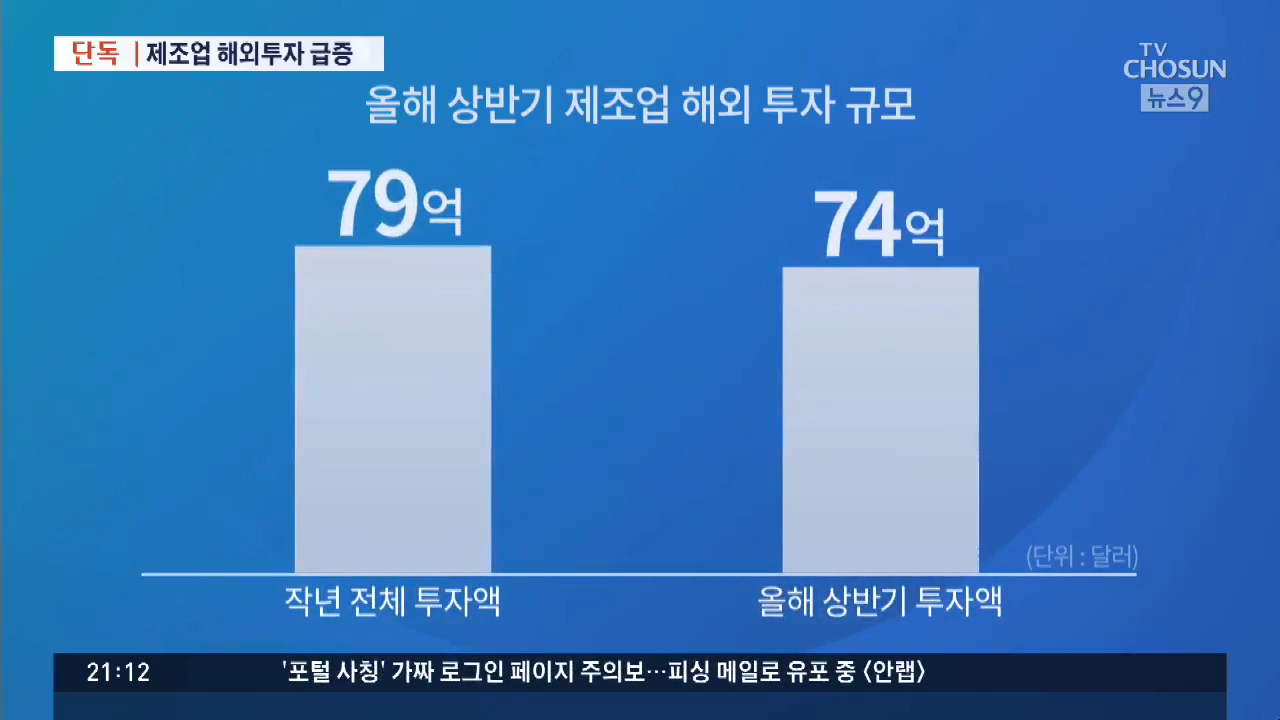 단독 | 제조업 해외투자 급증
TV
CHOSUN
뉴스9
올해 상반기 제조업 해외 투자 규모
79억
74억
(단위 : 달러)
작년 전체 투자액
올해 상반기 투자액
21:12 '포털 사칭' 가짜 로그인 페이지 주의보…피싱 메일로 유포 중 <안랩>